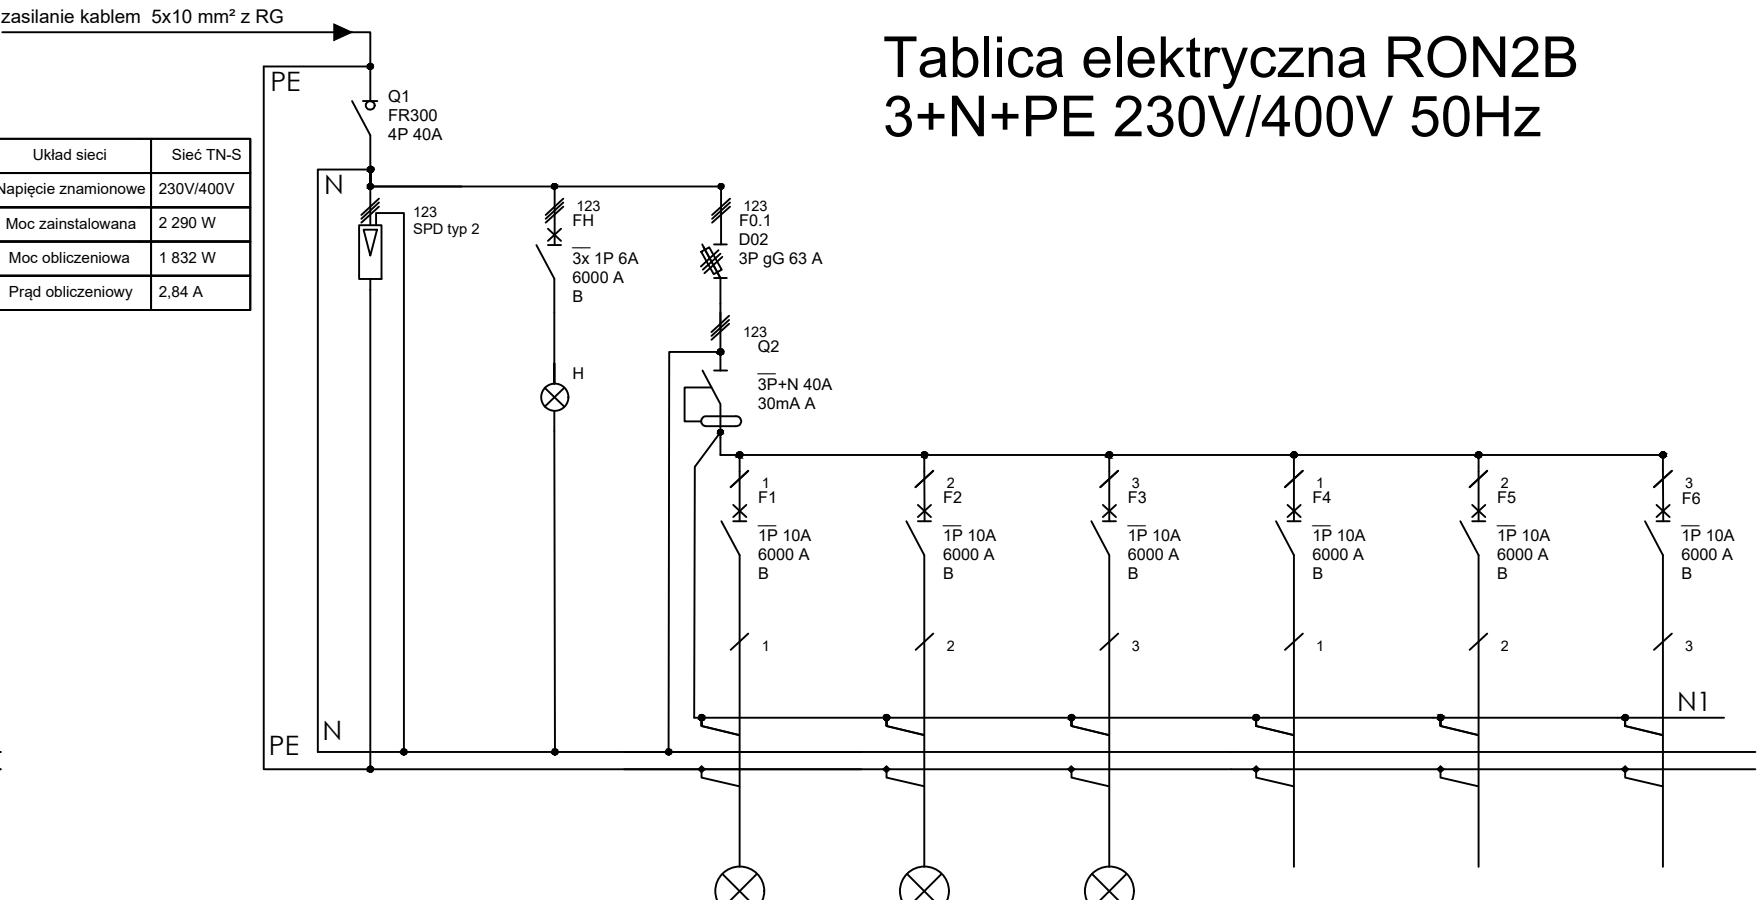 zasilanie kablem 5x10 mm² z RG
Tablica elektryczna RON2B
3+N+PE 230V/400V 50Hz
PE
Q1
FR300
4P 40A
Układ sieci Sieć TN-S
Napięcie znamionowe 230V/400V
Moc zainstalowana 2 290 W
Moc obliczeniowa 1 832 W
Prąd obliczeniowy 2,84 A
N
123
SPD typ 2
123
FH
3x 1P 6A
6000 A
B
H
123
F0.1
D02
3P gG 63 A
123
Q2
3P+N 40A
30mA A
1
F1
1P 10A
6000 A
B
1
2
F2
1P 10A
6000 A
B
2
3
F3
1P 10A
6000 A
B
3
1
F4
1P 10A
6000 A
B
1
2
F5
1P 10A
6000 A
B
2
3
F6
1P 10A
6000 A
B
3
N1
N
PE